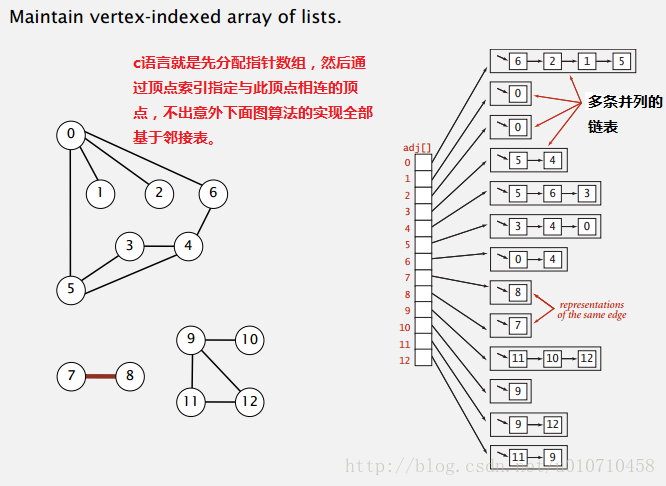 Maintain vertex-indexed array of lists.
c语言就是先分配指针数组，然后通
过顶点索引指定与此顶点相连的顶
点，不出意外下面图算法的实现全部
基于邻接表。
0
1
2
6
3
4
5
7
8
9
10
11
12
adj[]
0
1
2
3
4
5
6
7
8
9
10
11
12
6 2 1 5
0
0
5 4
5 6 3
3 4 0
0 4
8
7
11 10 12
9
9 12
11 9
多条并列的
链表
representations
of the same edge
http://blog.csdn.net/u010710458